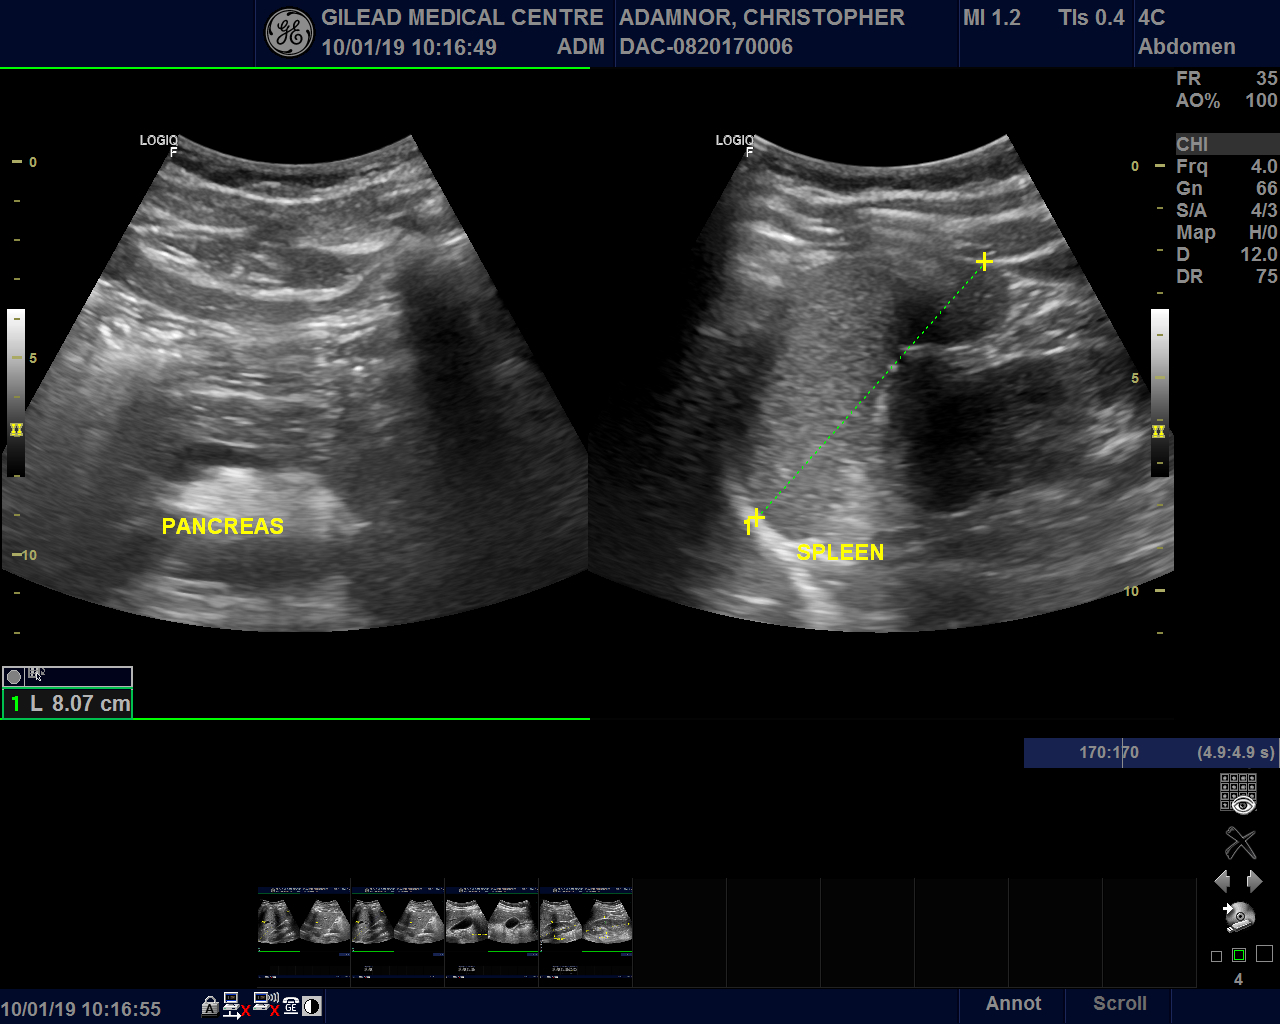 GILEAD MEDICAL CENTRE
10/01/19 10:16:49 ADM
ADAMNOR, CHRISTOPHER
DAC-0820170006
MI 1.2 TIs 0.4
4C
Abdomen
FR 35
AO% 100
CHI
Frq 4.0
Gn 66
S/A 4/3
Map H/0
D 12.0
DR 75
LOGIQ
F
0
5
10
PANCREAS
LOGIQ
F
0
5
10
1
SPLEEN
1 L 8.07 cm
170:170 (4.9:4.9 s)
4
10/01/19 10:16:55
A
GE
Annot
Scroll